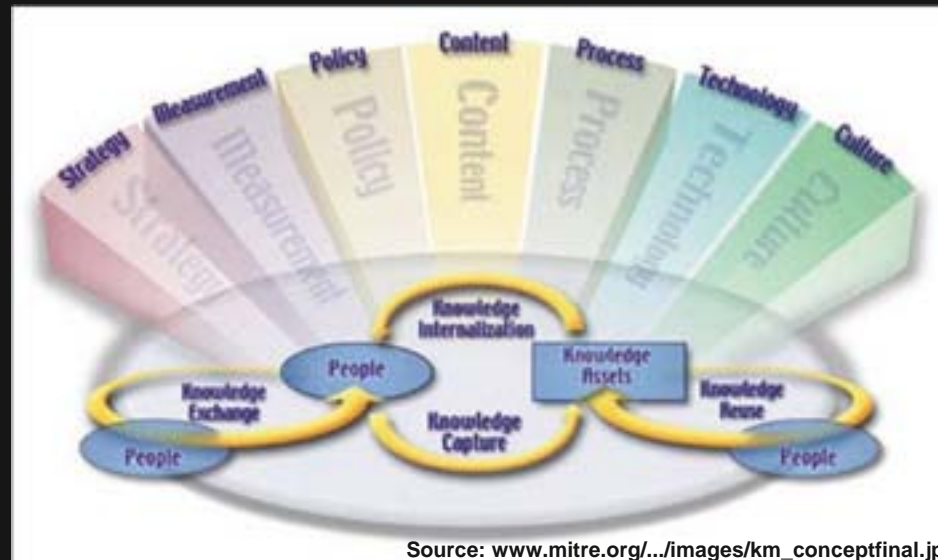 Strategy
Measurement
Policy
Content
Process
Technology
Culture
Strategy
Measurement
Policy
Content
Process
Technology
Culture
Knowledge
Internalization
People
Knowledge
Assets
Knowledge
Exchange
Knowledge
Reuse
Knowledge
Capture
People
People
Source: www.mitre.org/.../images/km_conceptfinal.jp